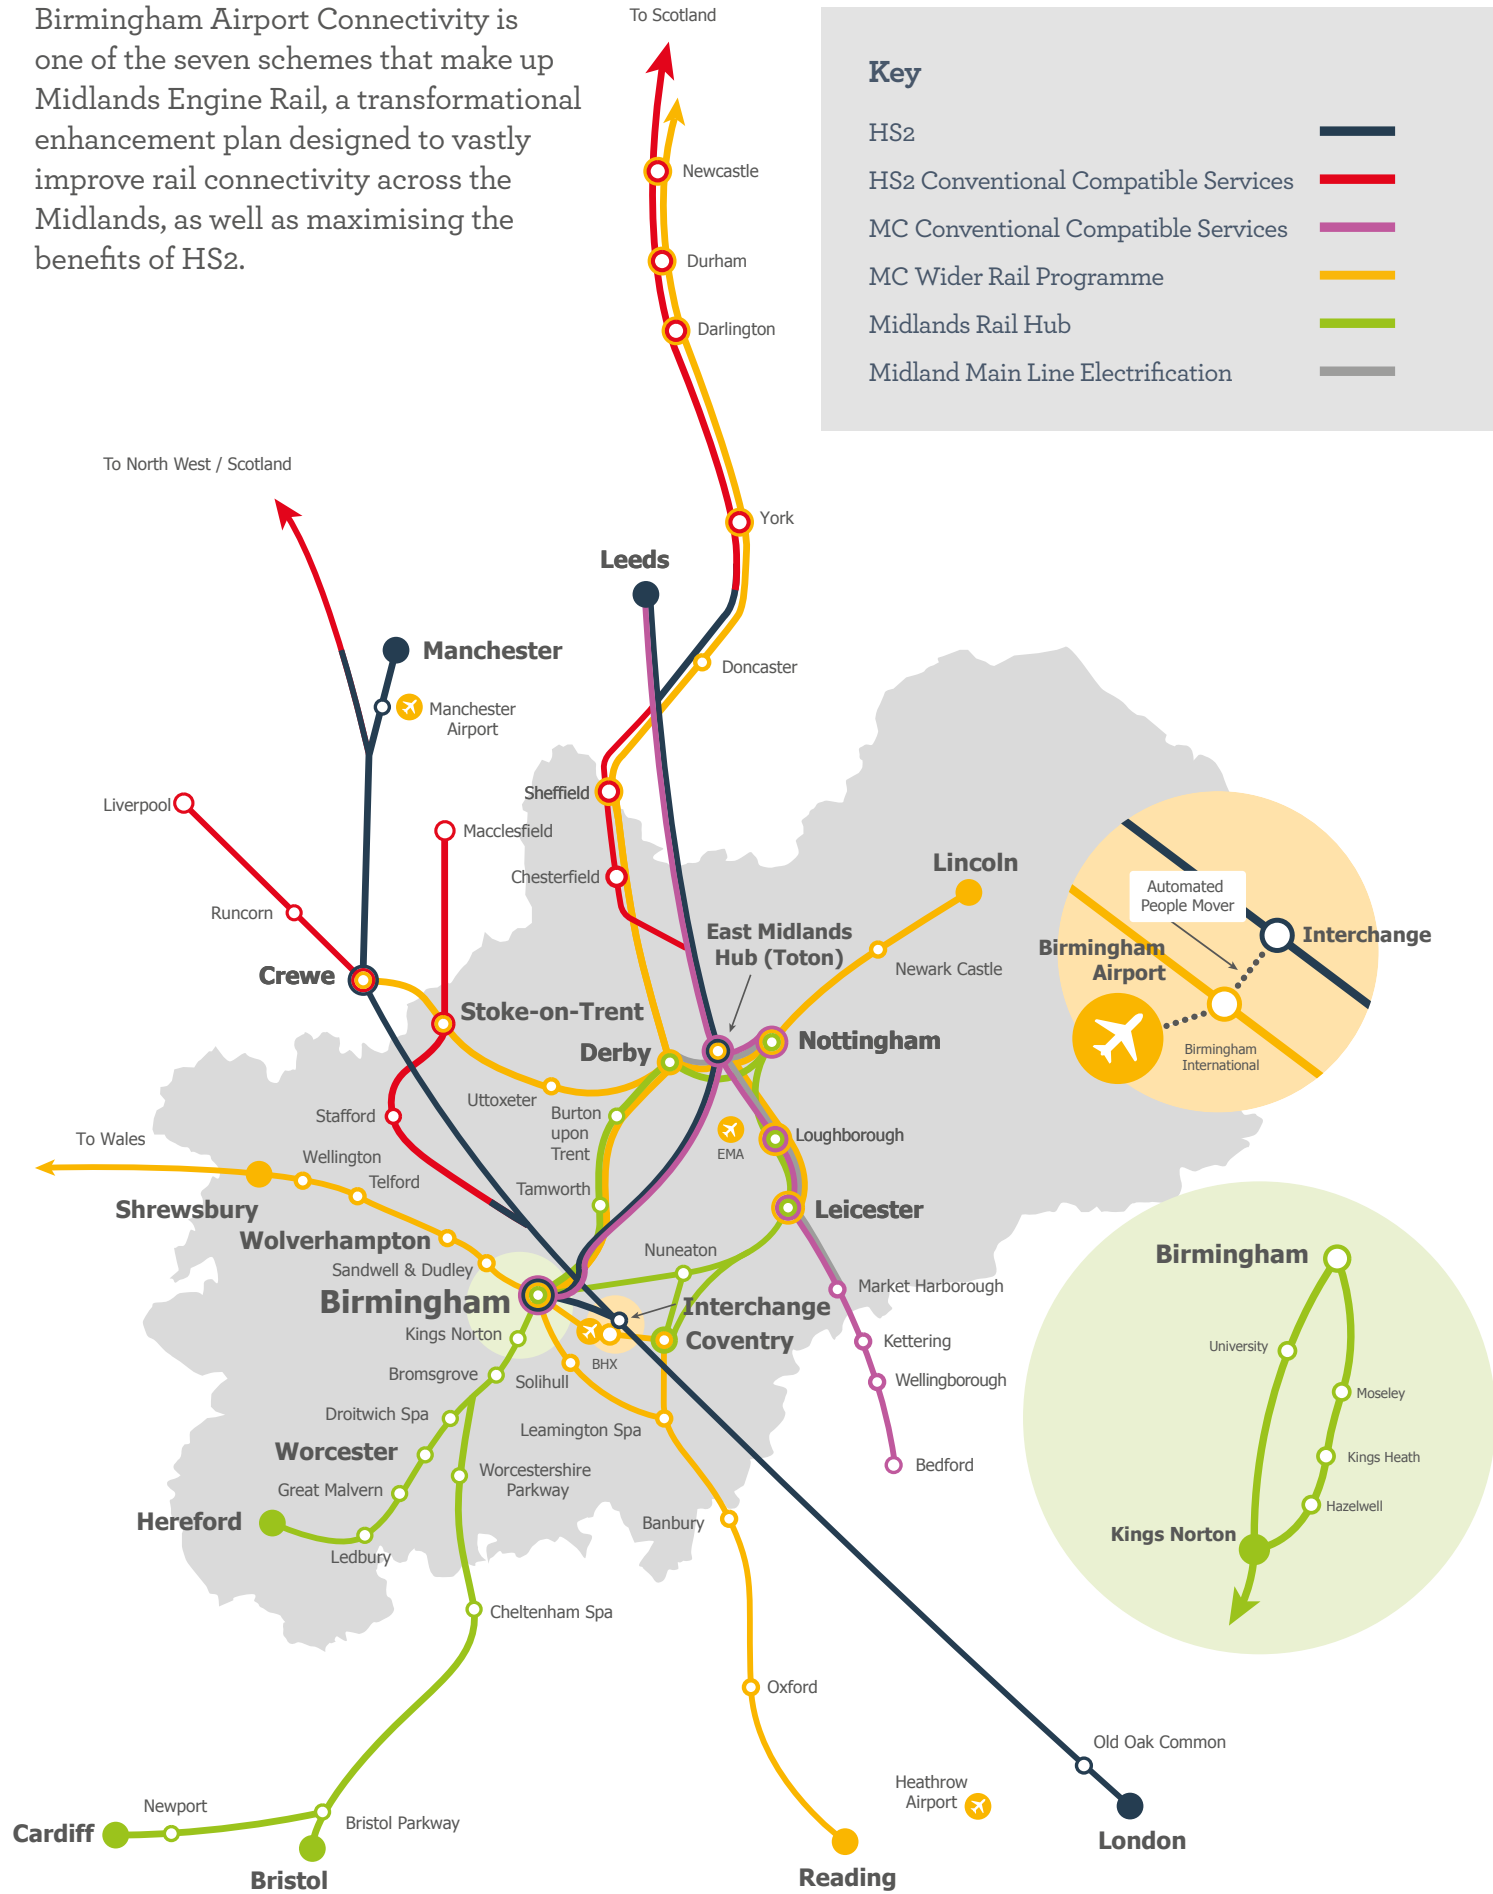 Birmingham Airport Connectivity is
one of the seven schemes that make up
Midlands Engine Rail, a transformational
enhancement plan designed to vastly
improve rail connectivity across the
Midlands, as well as maximising the
benefits of HS2.
To Scotland
Key
HS2
HS2 Conventional Compatible Services
MC Conventional Compatible Services
MC Wider Rail Programme
Midlands Rail Hub
Midland Main Line Electrification
Newcastle
Durham
Darlington
To North West / Scotland
York
Leeds
Manchester
Doncaster
Manchester
Airport
Sheffield
Liverpool
Macclesfield
Chesterfield
Lincoln
Runcorn
East Midlands
Hub (Toton)
Newark Castle
Crewe
Stoke-on-Trent
Derby
Nottingham
Automated
People Mover
Interchange
Birmingham
Airport
Birmingham
International
Uttoxeter
Burton
upon
Trent
Stafford
EMA
Loughborough
To Wales
Wellington
Telford
Tamworth
Shrewsbury
Leicester
Wolverhampton
Nuneaton
Sandwell & Dudley
Market Harborough
Birmingham
Interchange
Kings Norton
Coventry
Kettering
BHX
Bromsgrove
Solihull
Wellingborough
Droitwich Spa
Leamington Spa
Worcester
Bedford
Worcestershire
Parkway
Great Malvern
Hereford
Banbury
Ledbury
Birmingham
University
Moseley
Kings Heath
Hazelwell
Kings Norton
Cheltenham Spa
Oxford
Old Oak Common
Heathrow
Airport
Newport
Bristol Parkway
Cardiff
London
Bristol
Reading